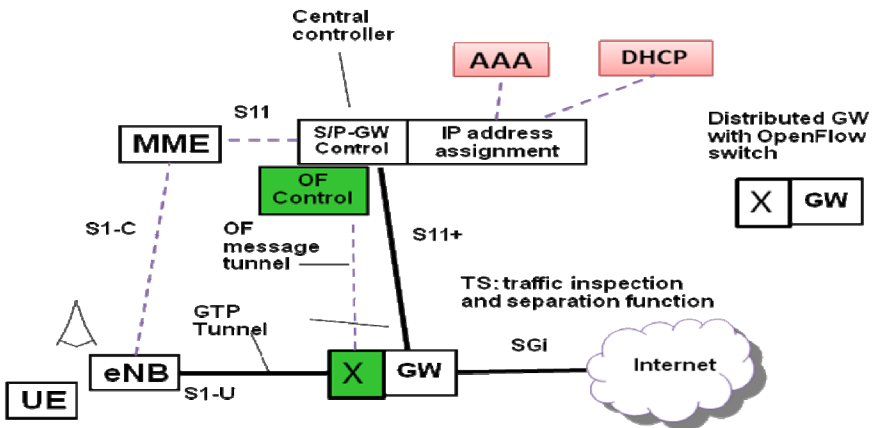 Central
controller
AAA
DHCP
S11
MME
S/P-GW
Control
IP address
assignment
Distributed GW
with OpenFlow
switch
OF
Control
X
GW
S1-C
OF
message
tunnel
S11+
TS: traffic inspection
and separation function
GTP
Tunnel
SGi
Internet
eNB
X
GW
S1-U
UE